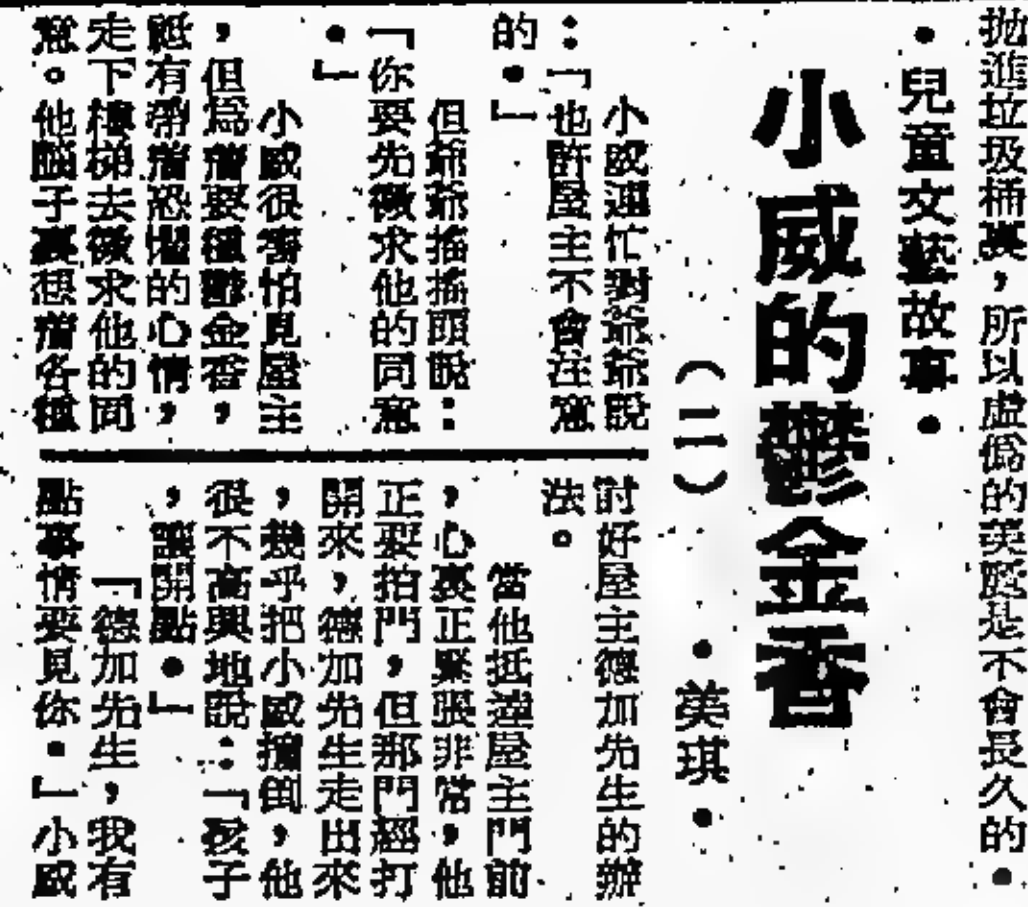 拋進垃圾桶裏，所以虛僞的美麗是不會長久的。
·兒童文藝故事·
小威的鬱金香
（二）　·美琪·
小威連忙對爺爺說
：「也許屋主不會注意
的。」
但爺爺搖搖頭說：
「你要先徵求他的同意
。」
小威很害怕見屋主
，但爲着要種鬱金香，
祗有帶着恐懼的心情，
走下樓梯去徵求他的同
意。他腦子裏想着各種
討好屋主德加先生的辦
法。
當他抵達屋主門前
，心裏正緊張非常，他
正要拍門，但那門經打
開來，德加先生走出來
，幾乎把小威撞倒，他
很不高興地說：「孩子
，讓開點。」
「德加先生，我有
點事情要見你。」小威